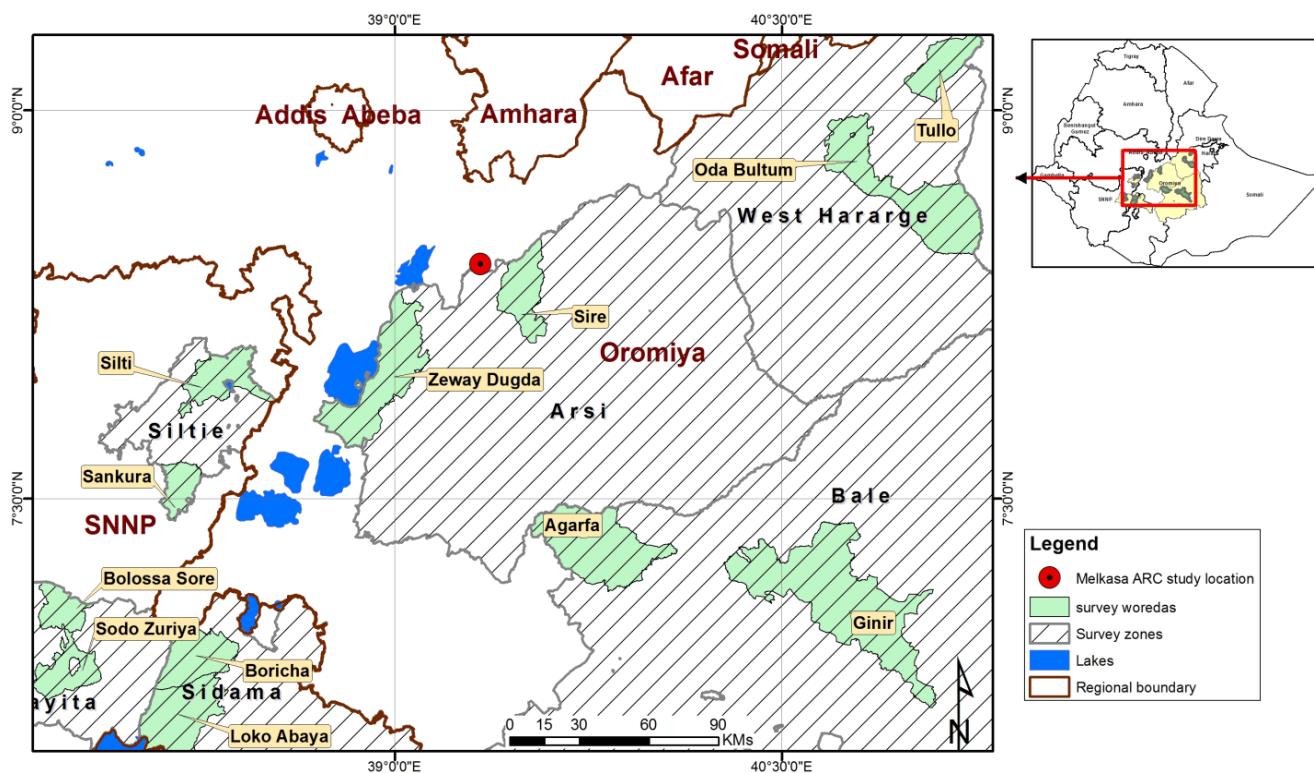 39°0'0"E
40°30'0"E
Somali
Afar
Addis Abeba
Amhara
9°0'0"N
9°0'0"N
Tullo
Oda Bultum
West Hararge
Sire
Oromiya
Silti
Zeway Dugda
Arsi
Siltie
Sankura
7°30'0"N
7°30'0"N
Bale
SNNP
Agarfa
Bolossa Sore
Sodo Zuriya
Ginir
Boricha
Sidama
ayita
Loko Abaya
0 15 30 60 90
KMs
N
39°0'0"E
40°30'0"E
Tigray
Afar
Amhara
Oromiya
Somali
SNNP
Legend
Melkasa ARC study location
survey woredas
Survey zones
Lakes
Regional boundary